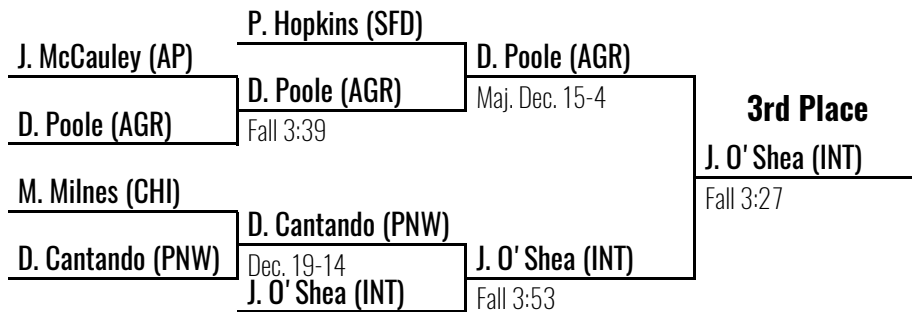 P. Hopkins (SFD)
J. McCauley (AP)
D. Poole (AGR)
D. Poole (AGR)
Maj. Dec. 15-4
D. Poole (AGR)
Fall 3:39
3rd Place
J. O'Shea (INT)
Fall 3:27
M. Milnes (CHI)
D. Cantando (PNW)
D. Cantando (PNW)
Dec. 19-14
J. O'Shea (INT)
J. O'Shea (INT)
Fall 3:53